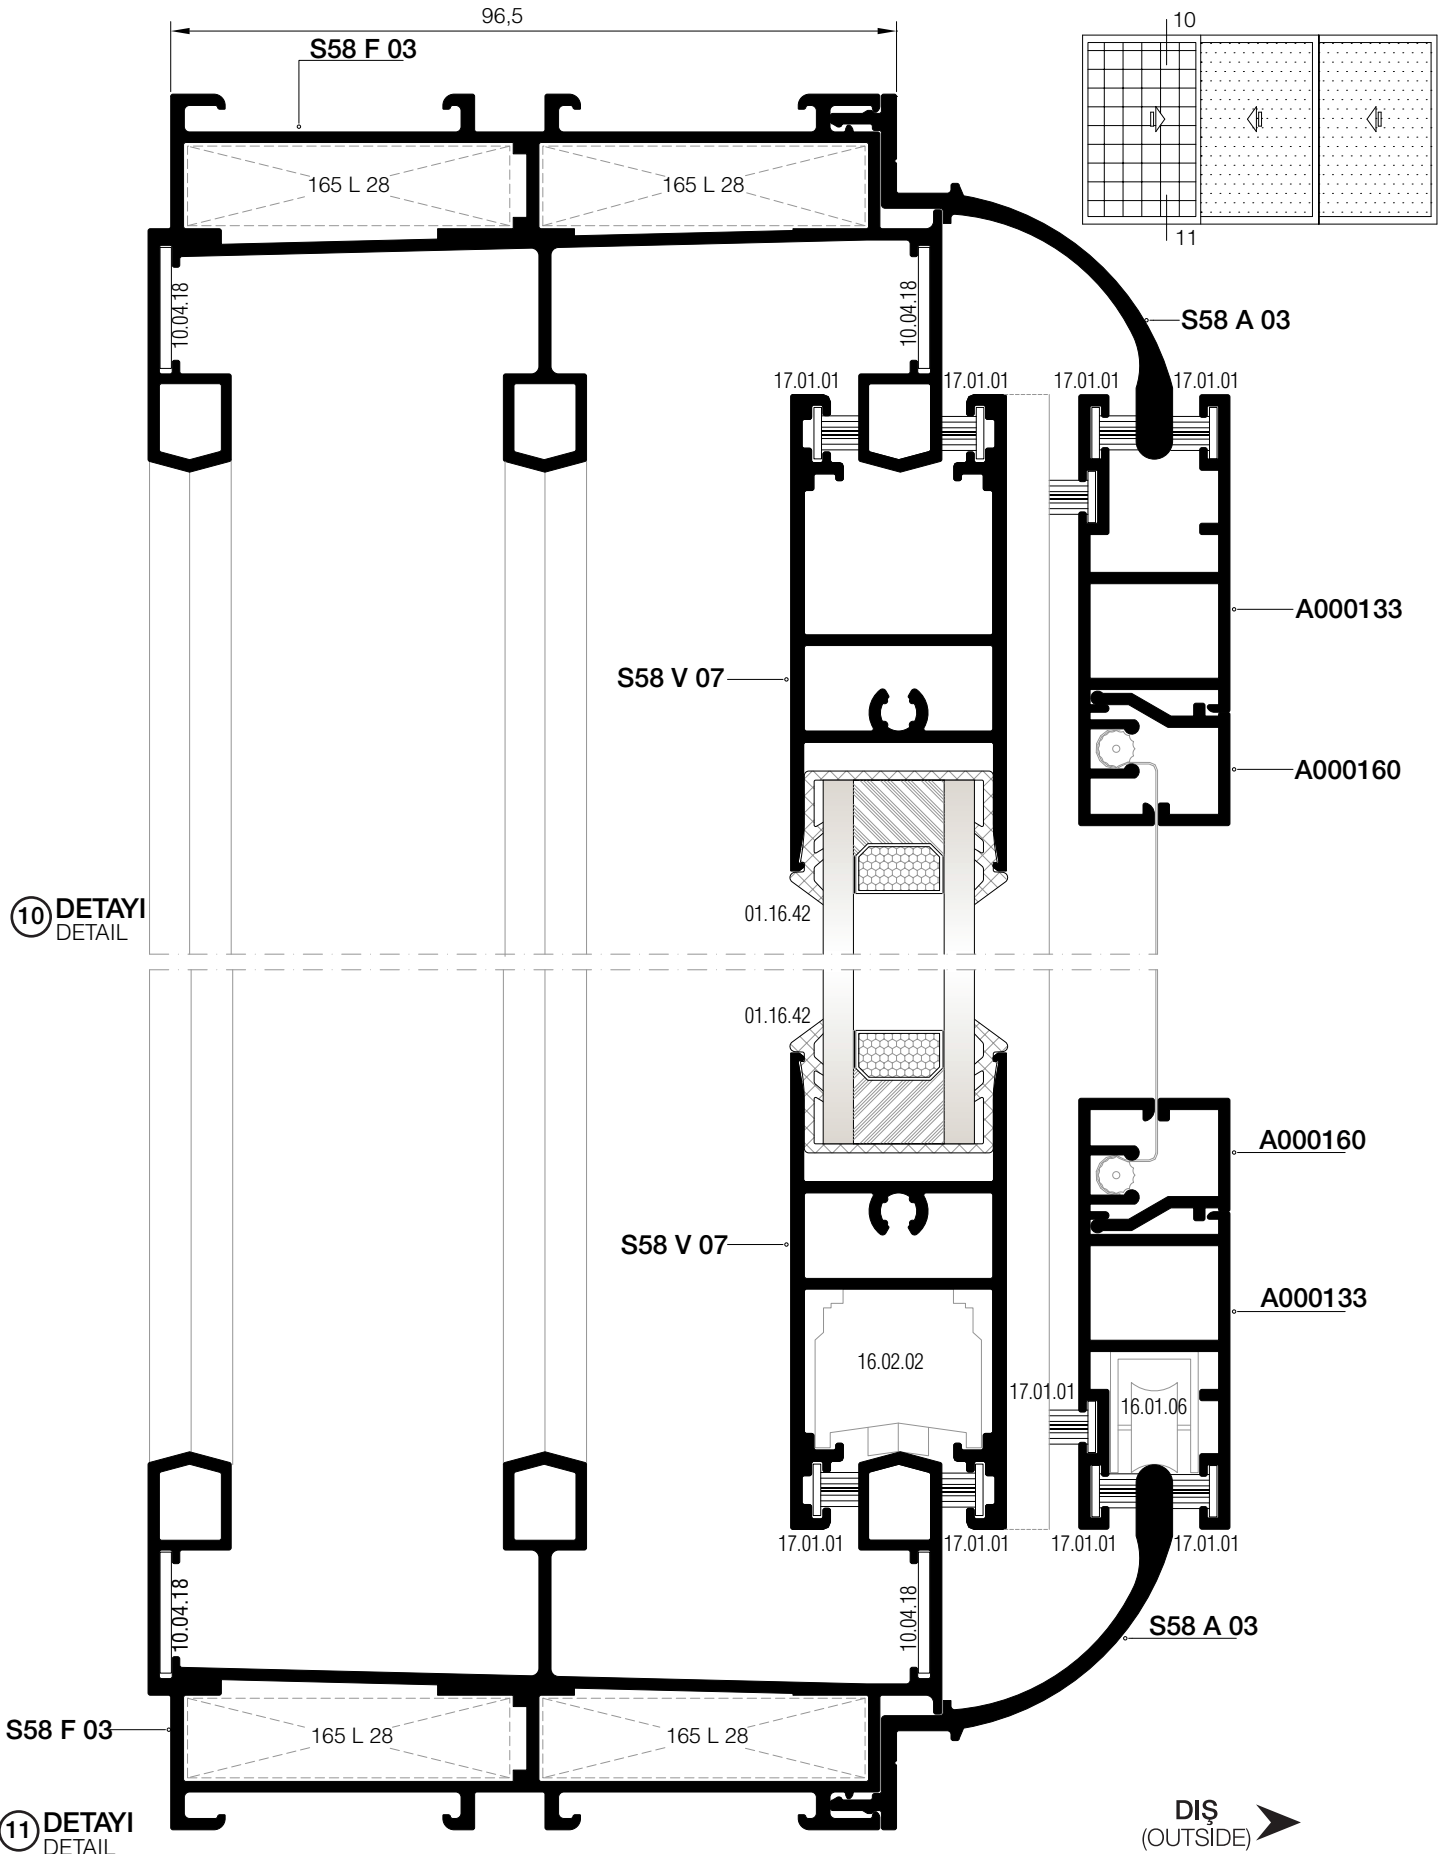 96,5
S58 F 03
10
165 L 28
165 L 28
11
10.04.18
10.04.18
S58 A 03
17.01.01
17.01.01
17.01.01
17.01.01
A000133
S58 V 07
A000160
10 DETAYI
DETAIL
01.16.42
01.16.42
A000160
S58 V 07
A000133
16.02.02
17.01.01
16.01.06
17.01.01
17.01.01
17.01.01
17.01.01
10.04.18
10.04.18
S58 A 03
S58 F 03
165 L 28
165 L 28
11 DETAYI
DETAIL
DIŞ
(OUTSİDE)